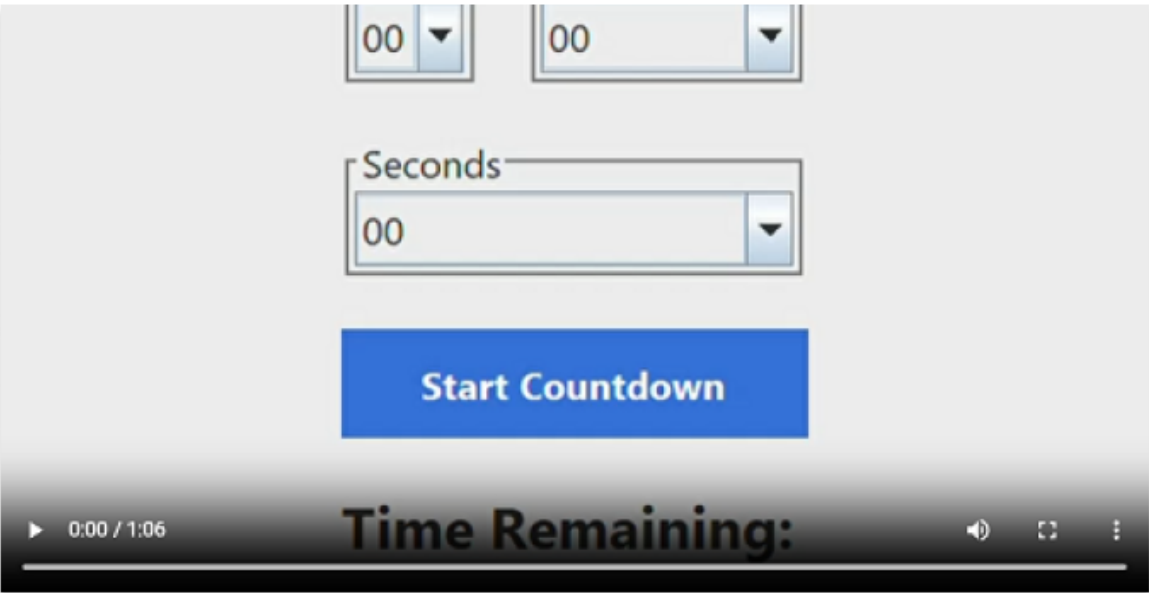 00 00
Seconds
00
Start Countdown
Time Remaining:
0:00 / 1:06